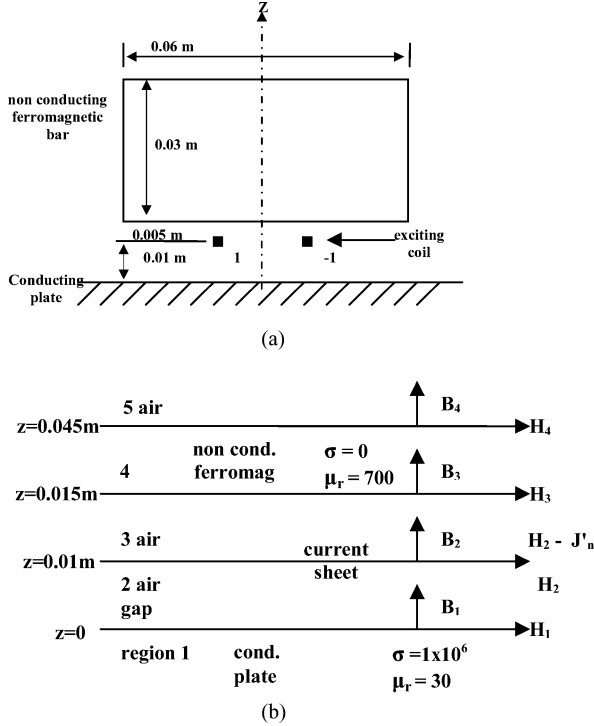 Z
0.06 m
non conducting
ferromagnetic
bar
0.03 m
0.005 m
0.01 m
1
-1
exciting
coil
Conducting
plate
(a)
5 air
B4
z=0.045m
H4
non cond.
ferromag
σ = 0
μr = 700
4
B3
z=0.015m
H3
3 air
B2
H2 - J'n
current
sheet
z=0.01m
H2
2 air
gap
B1
z=0
H1
region 1
cond.
plate
σ =1x10⁶
μr = 30
(b)